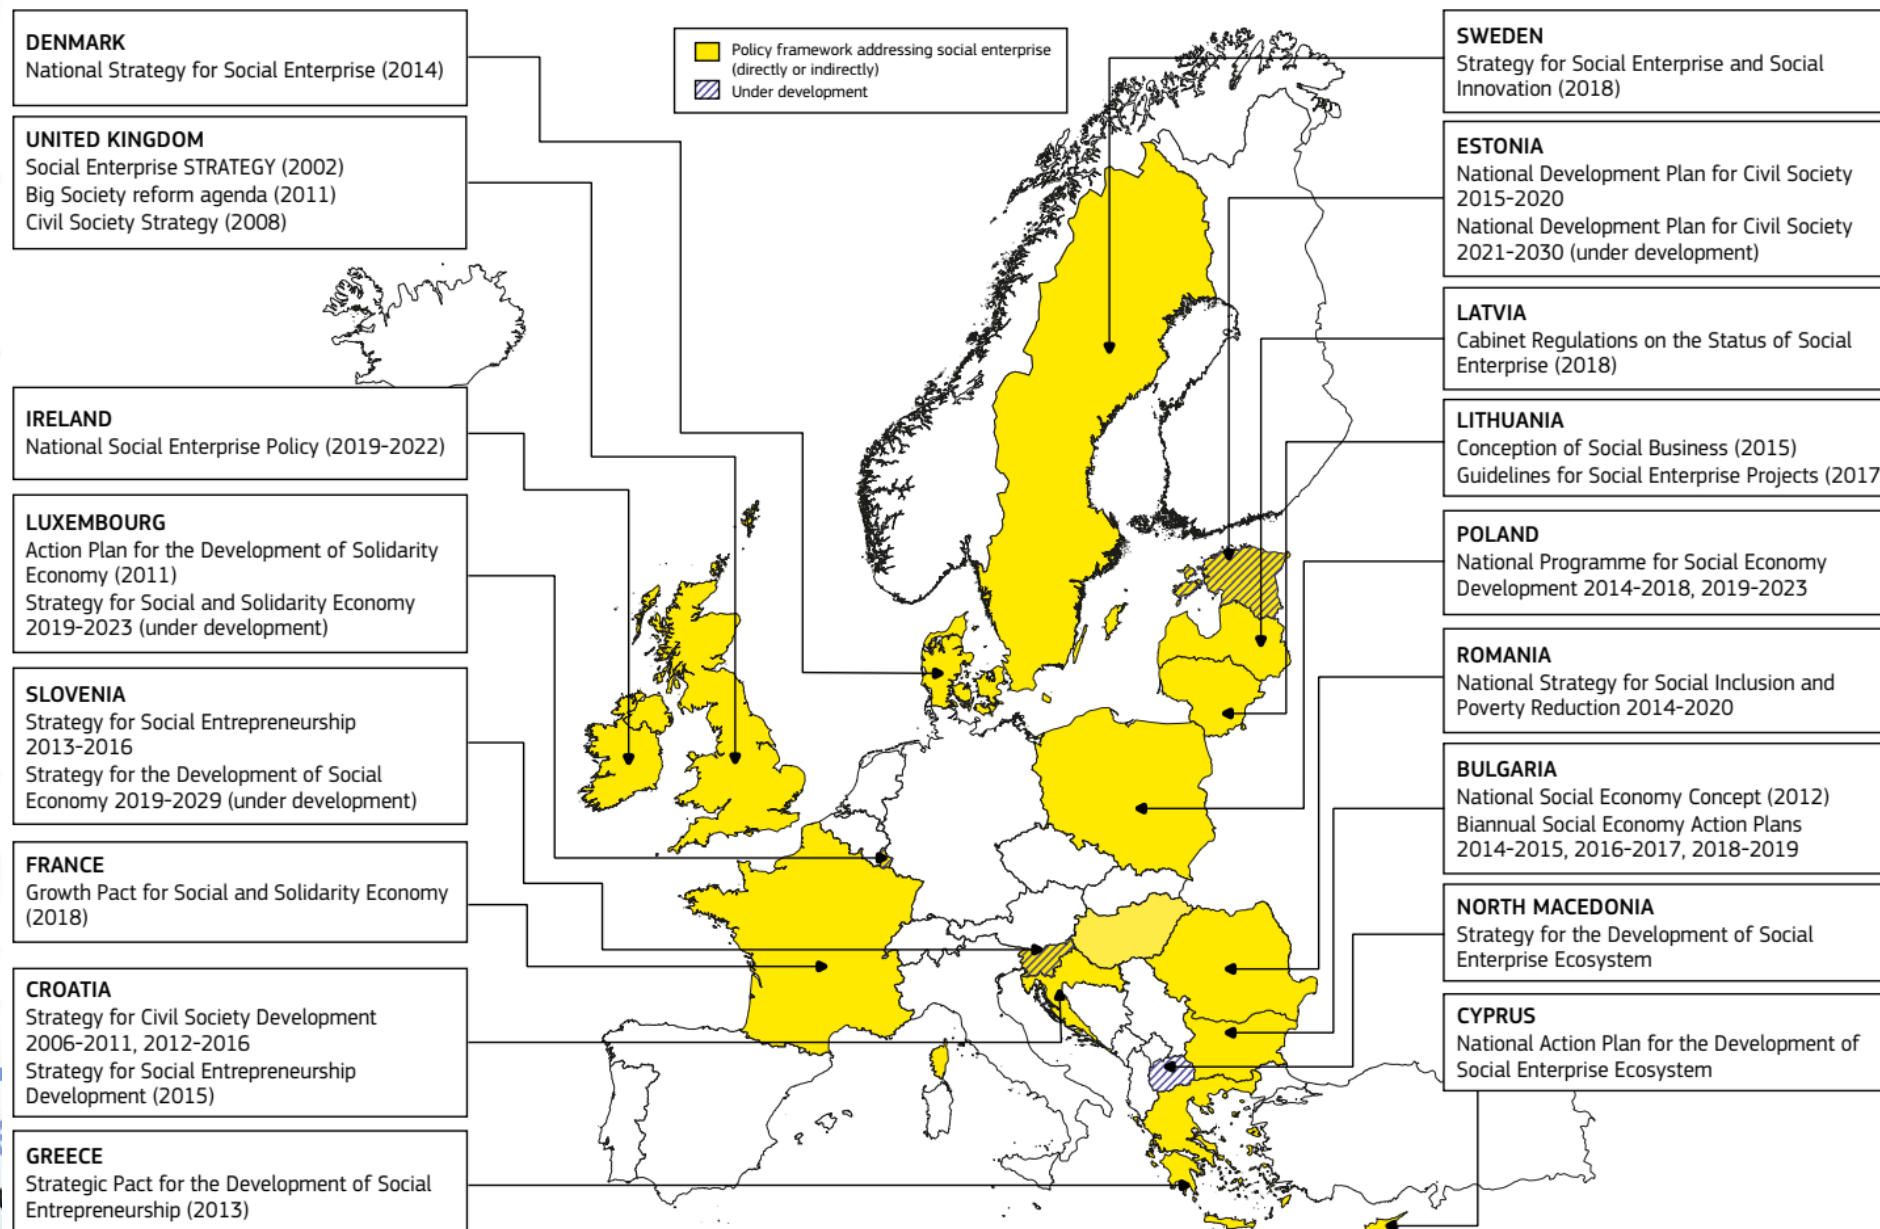 DENMARK
National Strategy for Social Enterprise (2014)
UNITED KINGDOM
Social Enterprise STRATEGY (2002)
Big Society reform agenda (2011)
Civil Society Strategy (2008)
IRELAND
National Social Enterprise Policy (2019-2022)
LUXEMBOURG
Action Plan for the Development of Solidarity
Economy (2011)
Strategy for Social and Solidarity Economy
2019-2023 (under development)
SLOVENIA
Strategy for Social Entrepreneurship
2013-2016
Strategy for the Development of Social
Economy 2019-2029 (under development)
FRANCE
Growth Pact for Social and Solidarity Economy
(2018)
CROATIA
Strategy for Civil Society Development
2006-2011, 2012-2016
Strategy for Social Entrepreneurship
Development (2015)
GREECE
Strategic Pact for the Development of Social
Entrepreneurship (2013)
Policy framework addressing social enterprise
(directly or indirectly)
Under development
SWEDEN
Strategy for Social Enterprise and Social
Innovation (2018)
ESTONIA
National Development Plan for Civil Society
2015-2020
National Development Plan for Civil Society
2021-2030 (under development)
LATVIA
Cabinet Regulations on the Status of Social
Enterprise (2018)
LITHUANIA
Conception of Social Business (2015)
Guidelines for Social Enterprise Projects (2017
POLAND
National Programme for Social Economy
Development 2014-2018, 2019-2023
ROMANIA
National Strategy for Social Inclusion and
Poverty Reduction 2014-2020
BULGARIA
National Social Economy Concept (2012)
Biannual Social Economy Action Plans
2014-2015, 2016-2017, 2018-2019
NORTH MACEDONIA
Strategy for the Development of Social
Enterprise Ecosystem
CYPRUS
National Action Plan for the Development of
Social Enterprise Ecosystem